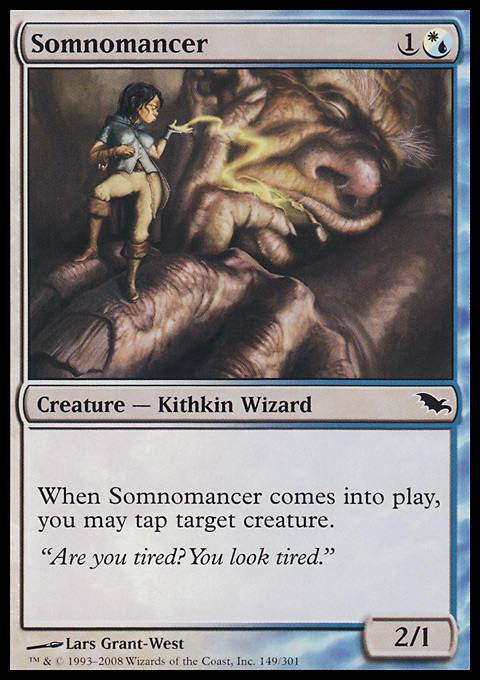 Somnomancer 1
Creature — Kithkin Wizard
When Somnomancer comes into play,
you may tap target creature.
“Are you tired? You look tired.”
Lars Grant-West
™ & © 1993–2008 Wizards of the Coast, Inc. 149/301
2/1